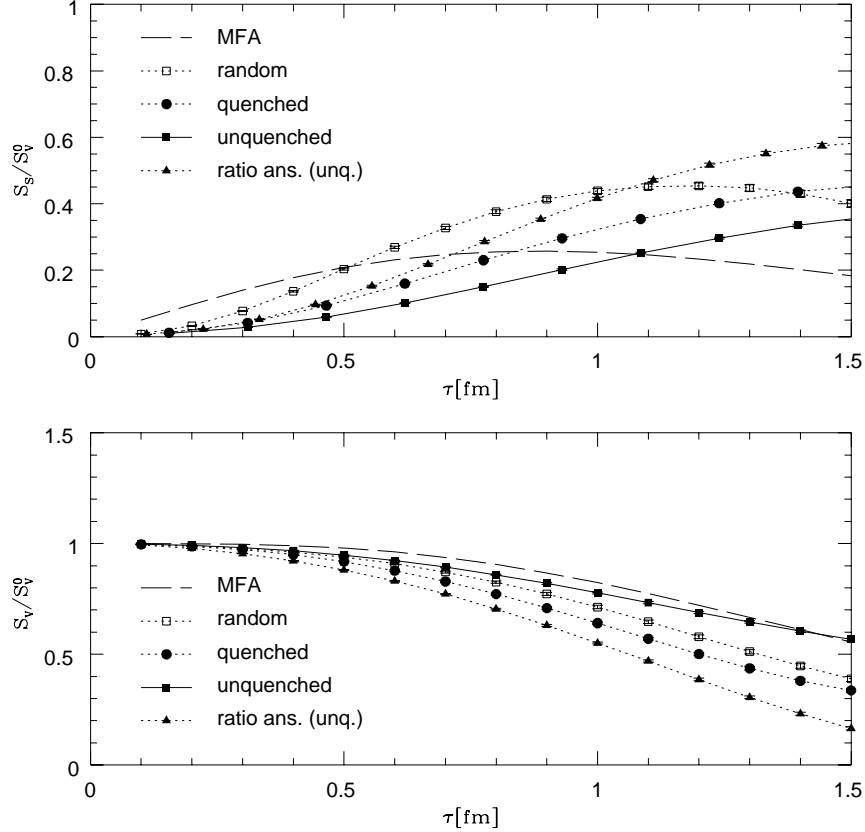 1
0.8
0.6
0.4
0.2
0
S_S/S_V^0
MFA
random
quenched
unquenched
ratio ans. (unq.)
0 0.5 1 1.5
τ[fm]
1.5
1
0.5
0
S_V/S_V^0
MFA
random
quenched
unquenched
ratio ans. (unq.)
0 0.5 1 1.5
τ[fm]